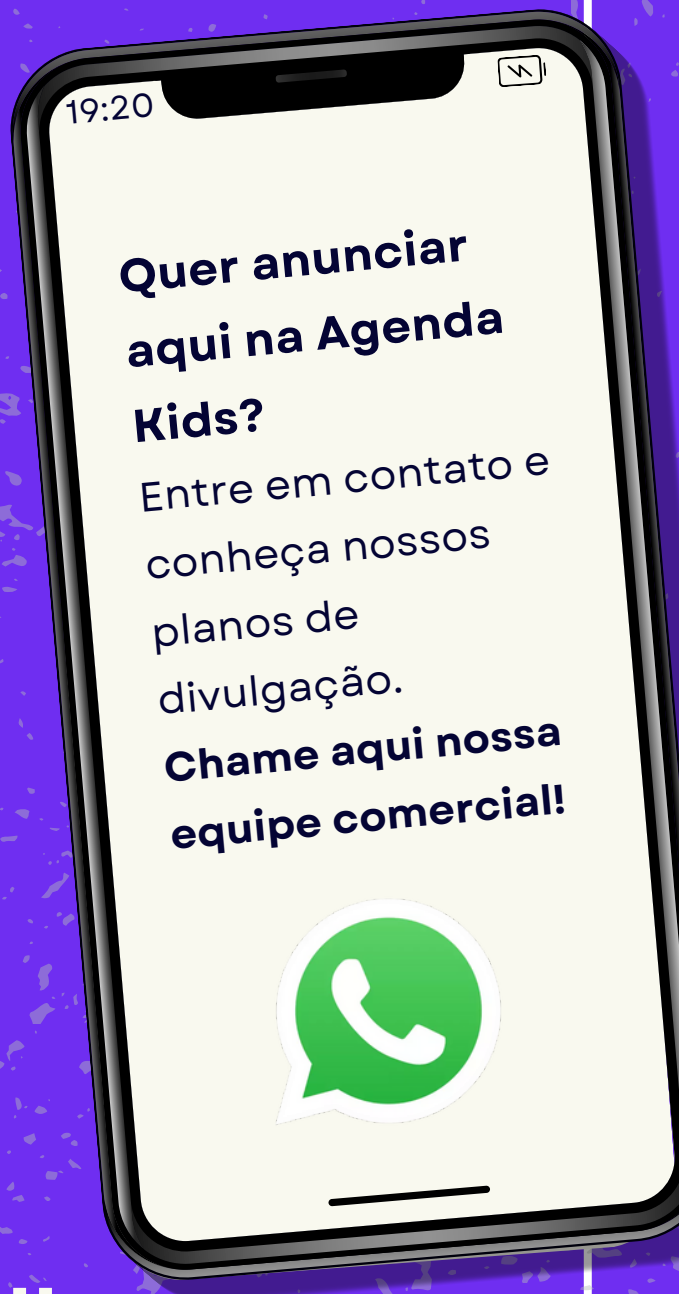 19:20
Quer anunciar
aqui na Agenda
Kids?
Entre em contato e
conheça nossos
planos de
divulgação.
Chame aqui nossa
equipe comercial!